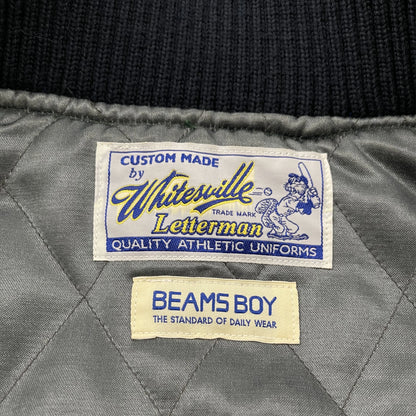 CUSTOM MADE
by
Whitesville
TRADE MARK
Letterman
QUALITY ATHLETIC UNIFORMS
BEAMS BOY
THE STANDARD OF DAILY WEAR